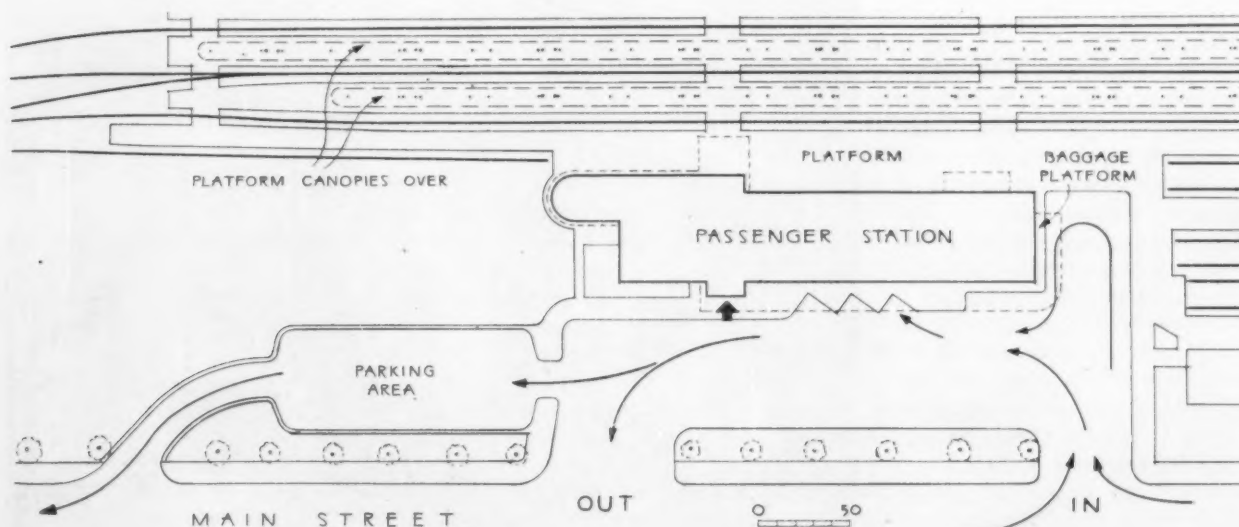 PLATFORM CANOPIES OVER
PLATFORM
BAGGAGE
PLATFORM
PASSENGER STATION
PARKING
AREA
OUT
IN
0 50
MAIN STREET